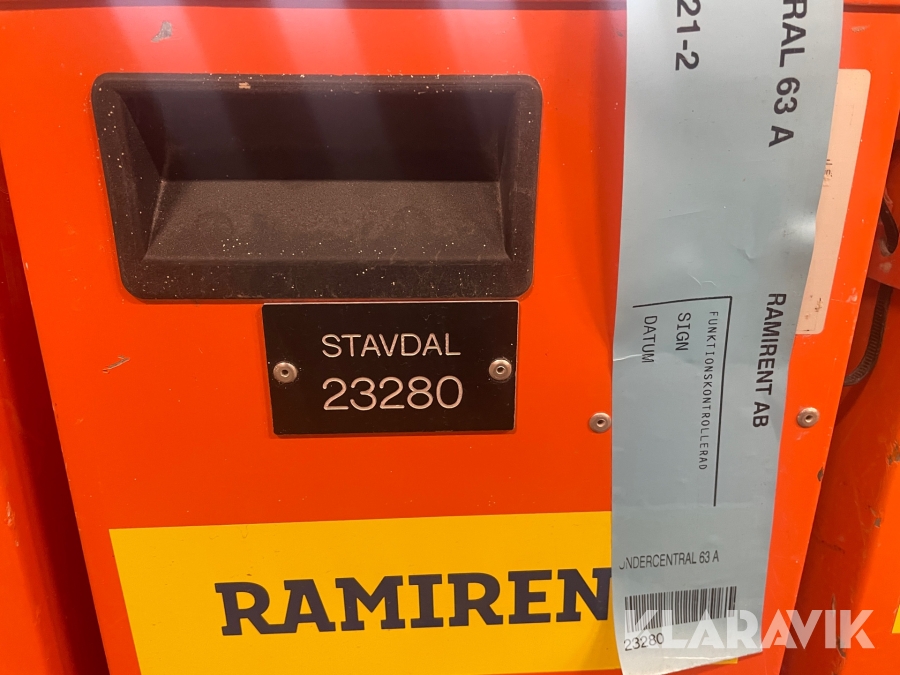 STAVDAL
23280
RAMIREN
RAL 63 A
21-2
RAMIRENT AB
FUNKTIONSKONTROLLERAD
SIGN
DATUM
UNDERCENTRAL 63 A
23280
KLARAVIK